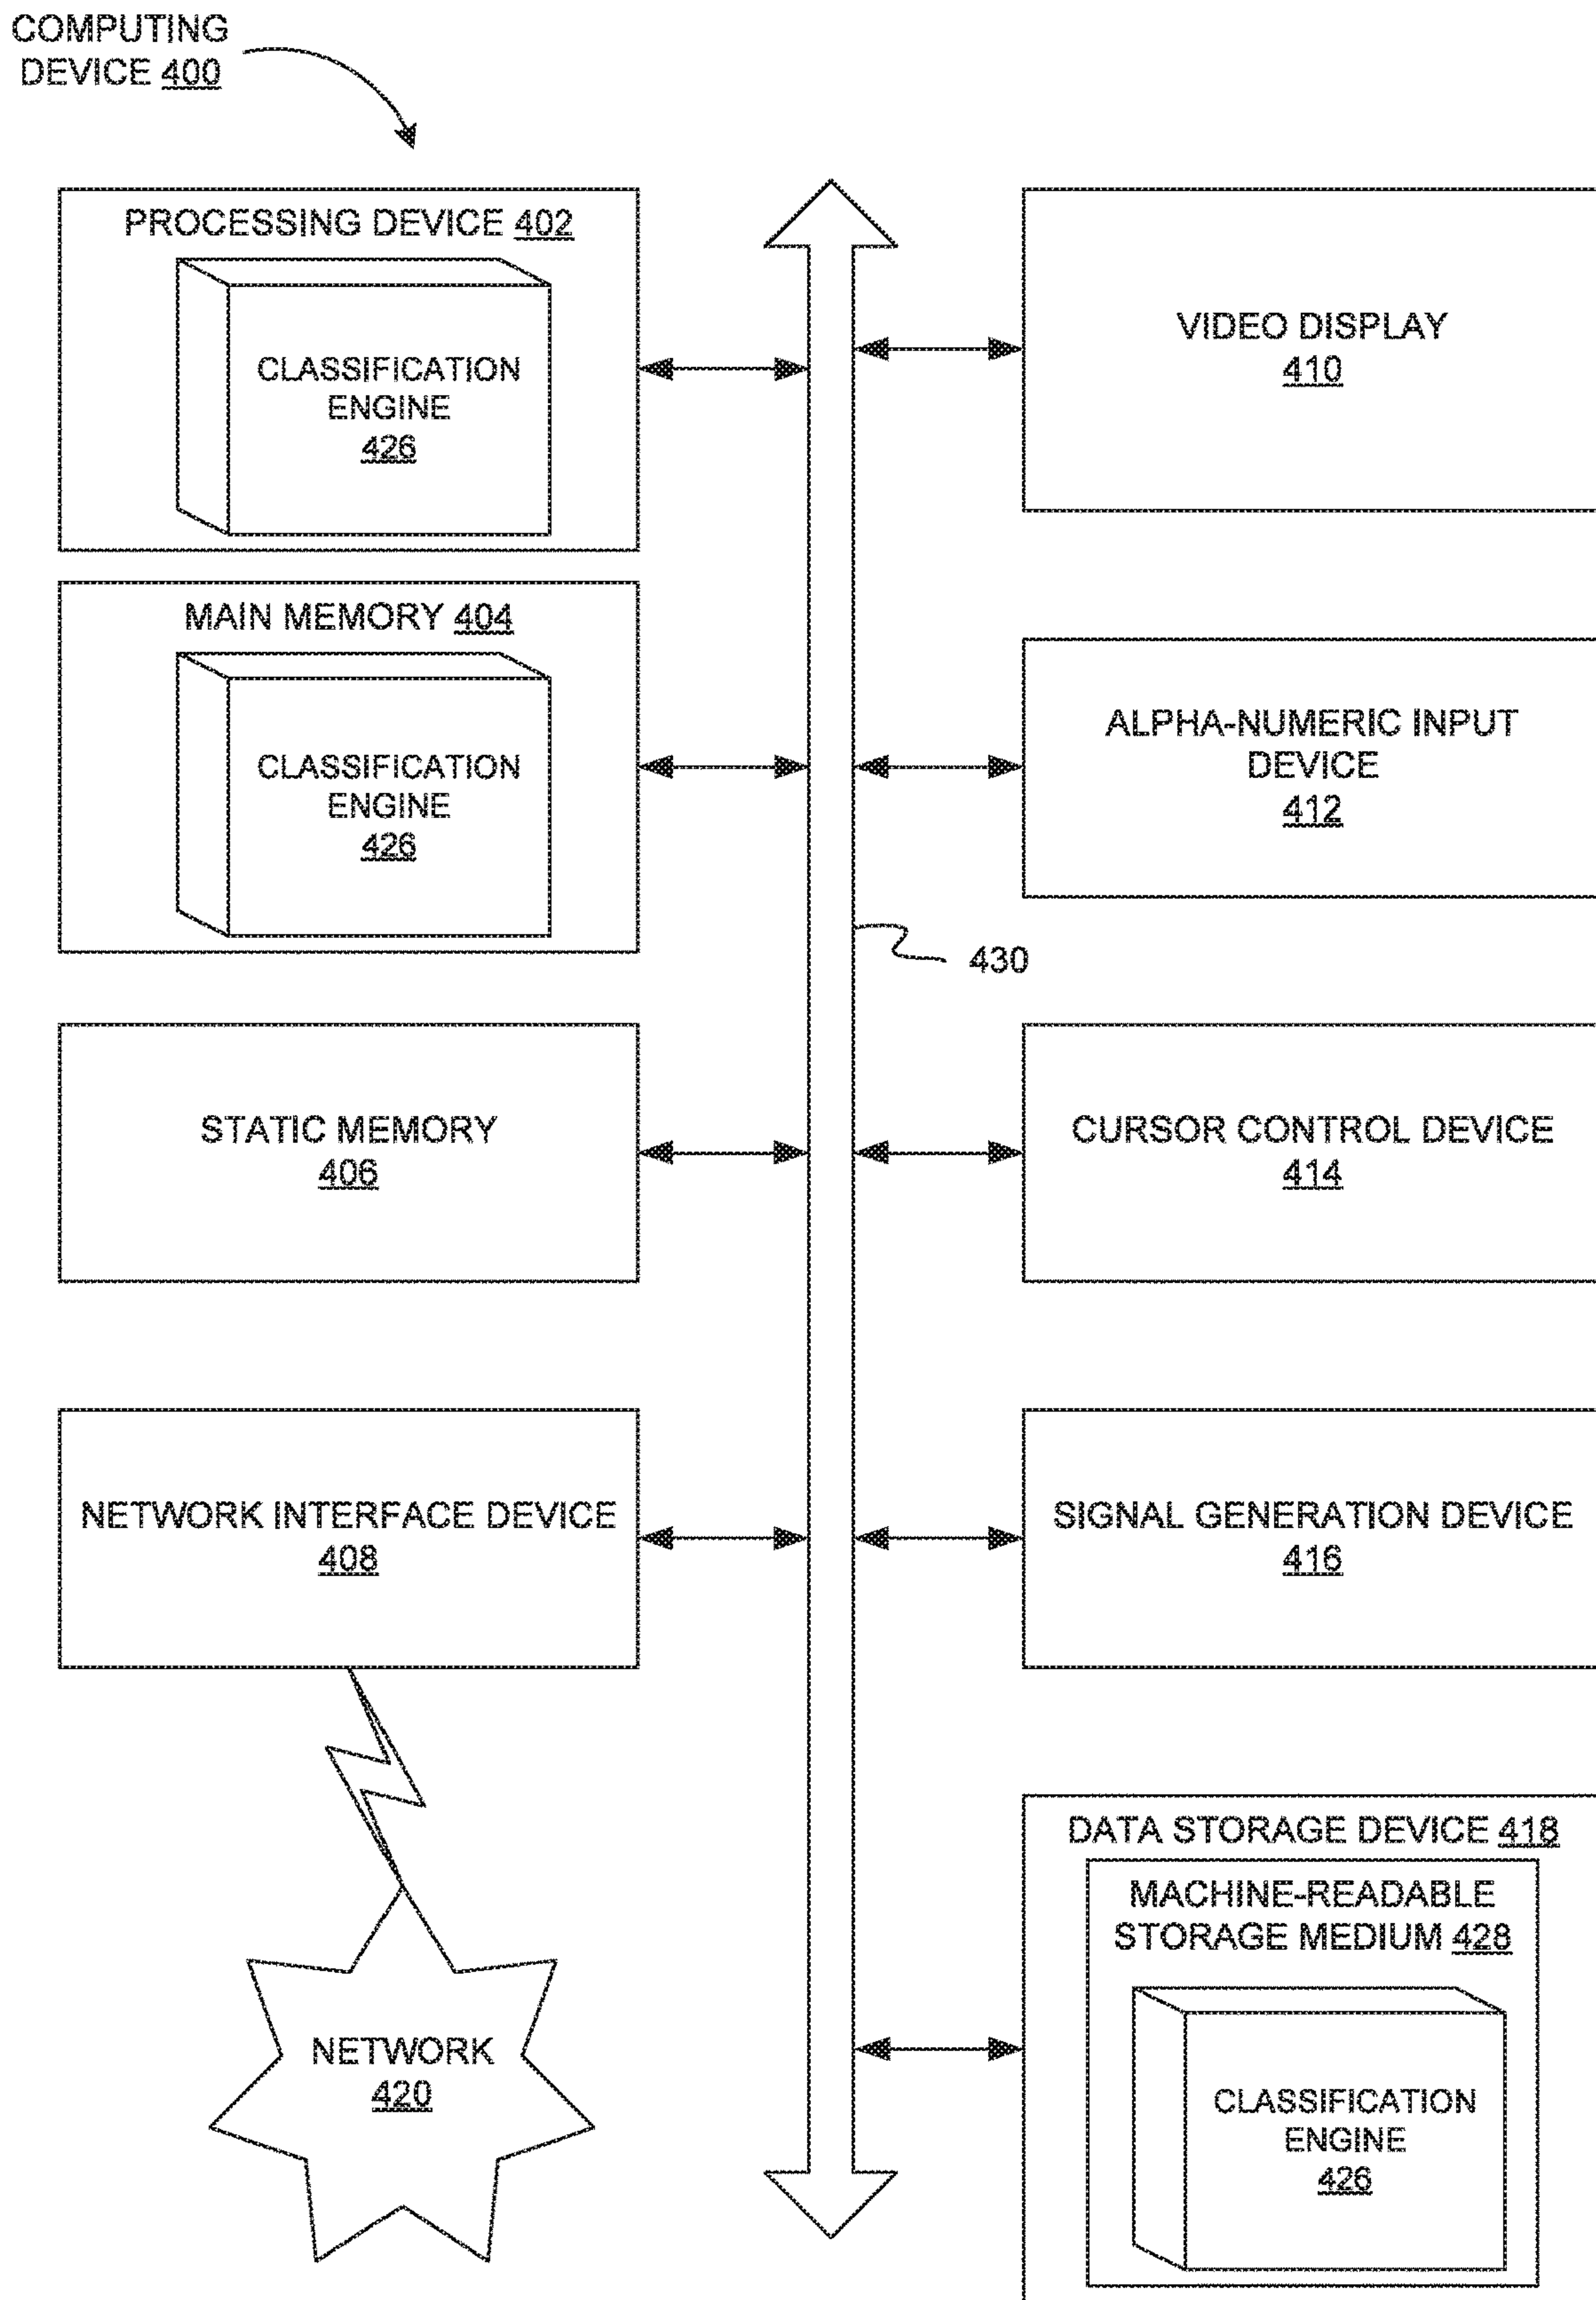 COMPUTING
DEVICE 400
PROCESSING DEVICE 402
CLASSIFICATION
ENGINE
426
MAIN MEMORY 404
CLASSIFICATION
ENGINE
426
STATIC MEMORY
406
NETWORK INTERFACE DEVICE
408
NETWORK
420
430
VIDEO DISPLAY
410
ALPHA-NUMERIC INPUT
DEVICE
412
CURSOR CONTROL DEVICE
414
SIGNAL GENERATION DEVICE
416
DATA STORAGE DEVICE 418
MACHINE-READABLE
STORAGE MEDIUM 428
CLASSIFICATION
ENGINE
426